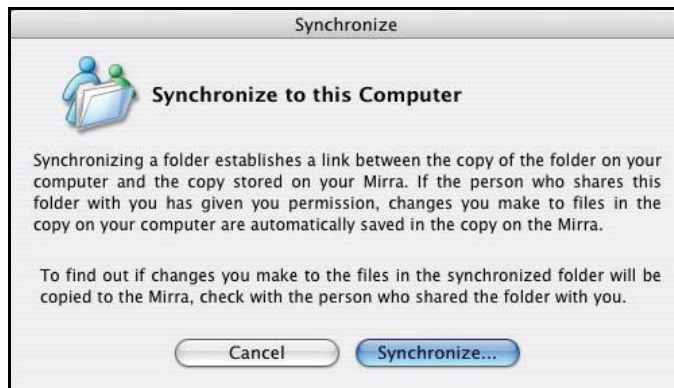 Synchronize
Synchronize to this Computer
Synchronizing a folder establishes a link between the copy of the folder on your
computer and the copy stored on your Mirra. If the person who shares this
folder with you has given you permission, changes you make to files in the
copy on your computer are automatically saved in the copy on the Mirra.
To find out if changes you make to the files in the synchronized folder will be
copied to the Mirra, check with the person who shared the folder with you.
Cancel Synchronize...